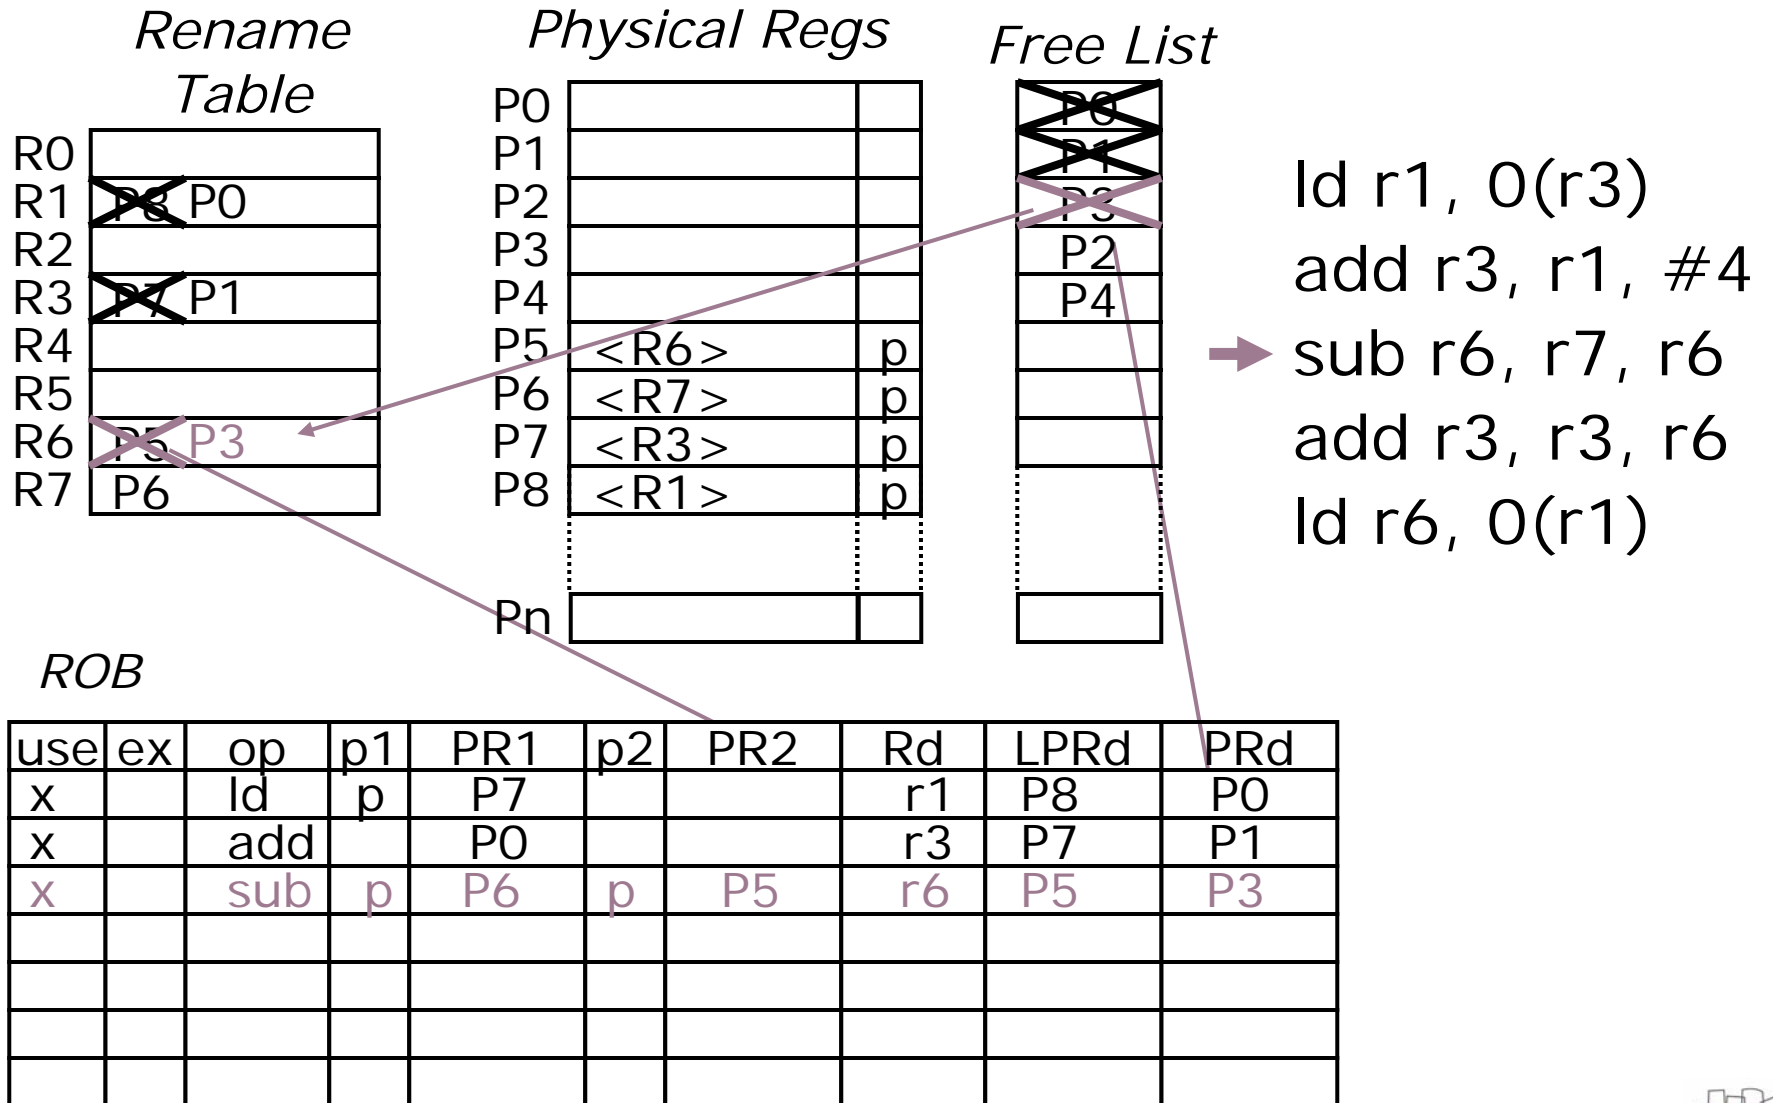 Rename
Table
R0
R1 P8 P0
R2
R3 P7 P1
R4
R5
R6 P5 P3
R7 P6
Physical Regs
P0
P1
P2
P3
P4
P5 <R6> p
P6 <R7> p
P7 <R3> p
P8 <R1> p
Pn
Free List
P0
P1
P3
P2
P4
ld r1, 0(r3)
add r3, r1, #4
sub r6, r7, r6
add r3, r3, r6
ld r6, 0(r1)
ROB
use ex op p1 PR1 p2 PR2 Rd LPRd PRd
x ld p P7 r1 P8 P0
x add P0 r3 P7 P1
x sub p P6 p P5 r6 P5 P3